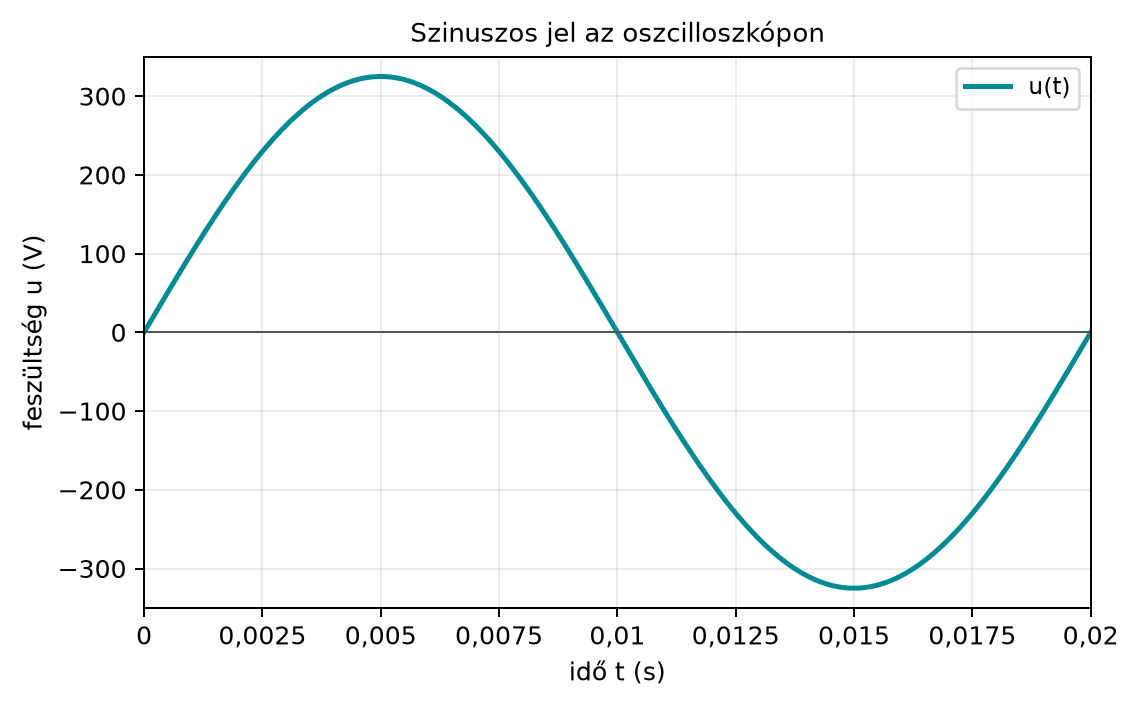 Szinuszos jel az oszcilloszkópon
u(t)
feszültség u (V)
300
200
100
0
−100
−200
−300
0 0,0025 0,005 0,0075 0,01 0,0125 0,015 0,0175 0,02
idő t (s)